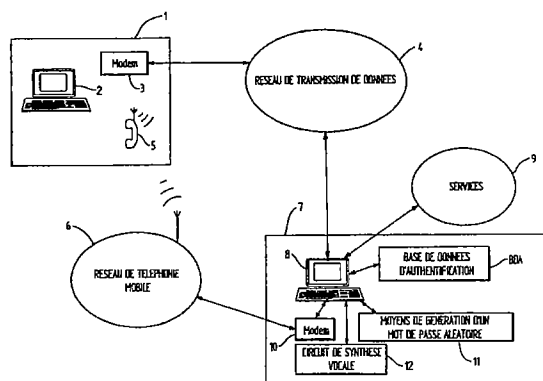 1
Modem
3
2
5
RESEAU DE TRANSMISSION DE DONNEES
4
SERVICES
9
6
RESEAU DE TELEPHONIE
MOBILE
7
8
BASE DE DONNEES
D'AUTHENTIFICATION
BDA
Modem
10
MOYENS DE GÉNÉRATION D'UN
MOT DE PASSE ALEATOIRE
11
CIRCUIT DE SYNTHESE
VOCALE
12